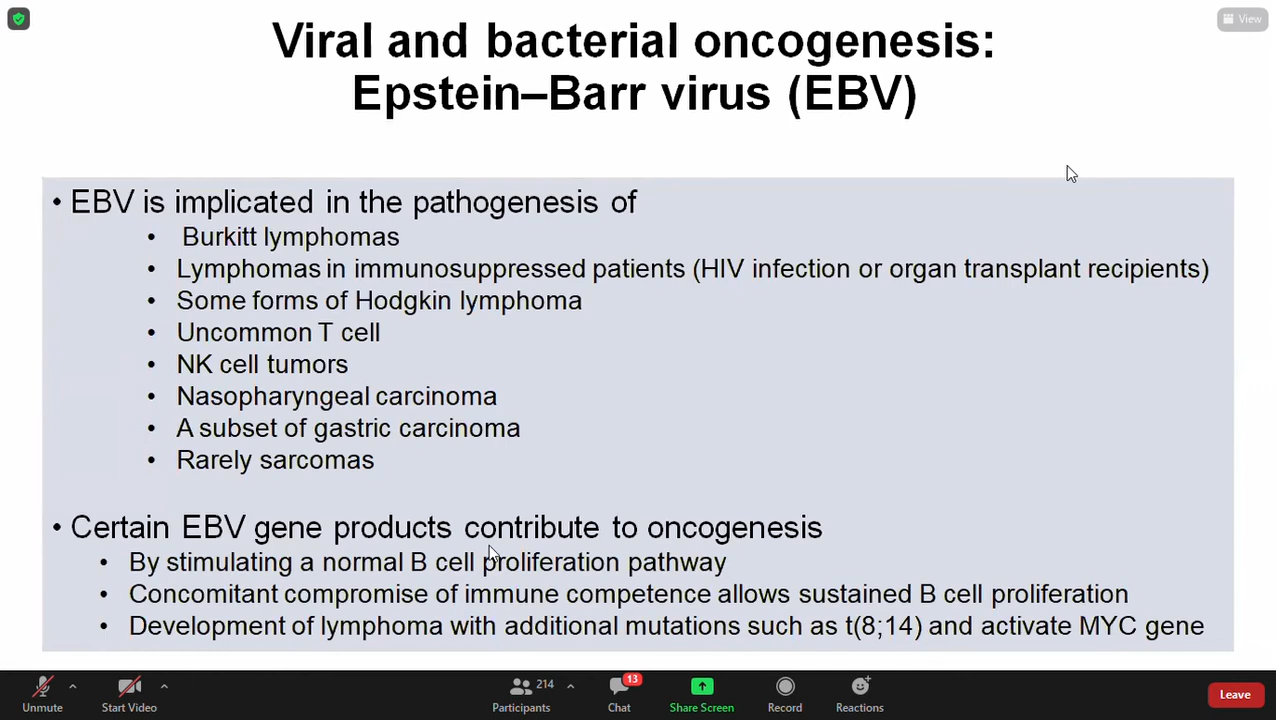 View
Viral and bacterial oncogenesis:
Epstein–Barr virus (EBV)
• EBV is implicated in the pathogenesis of
• Burkitt lymphomas
• Lymphomas in immunosuppressed patients (HIV infection or organ transplant recipients)
• Some forms of Hodgkin lymphoma
• Uncommon T cell
• NK cell tumors
• Nasopharyngeal carcinoma
• A subset of gastric carcinoma
• Rarely sarcomas
• Certain EBV gene products contribute to oncogenesis
• By stimulating a normal B cell proliferation pathway
• Concomitant compromise of immune competence allows sustained B cell proliferation
• Development of lymphoma with additional mutations such as t(8;14) and activate MYC gene
Unmute
Start Video
214
Participants
13
Chat
Share Screen
Record
Reactions
Leave